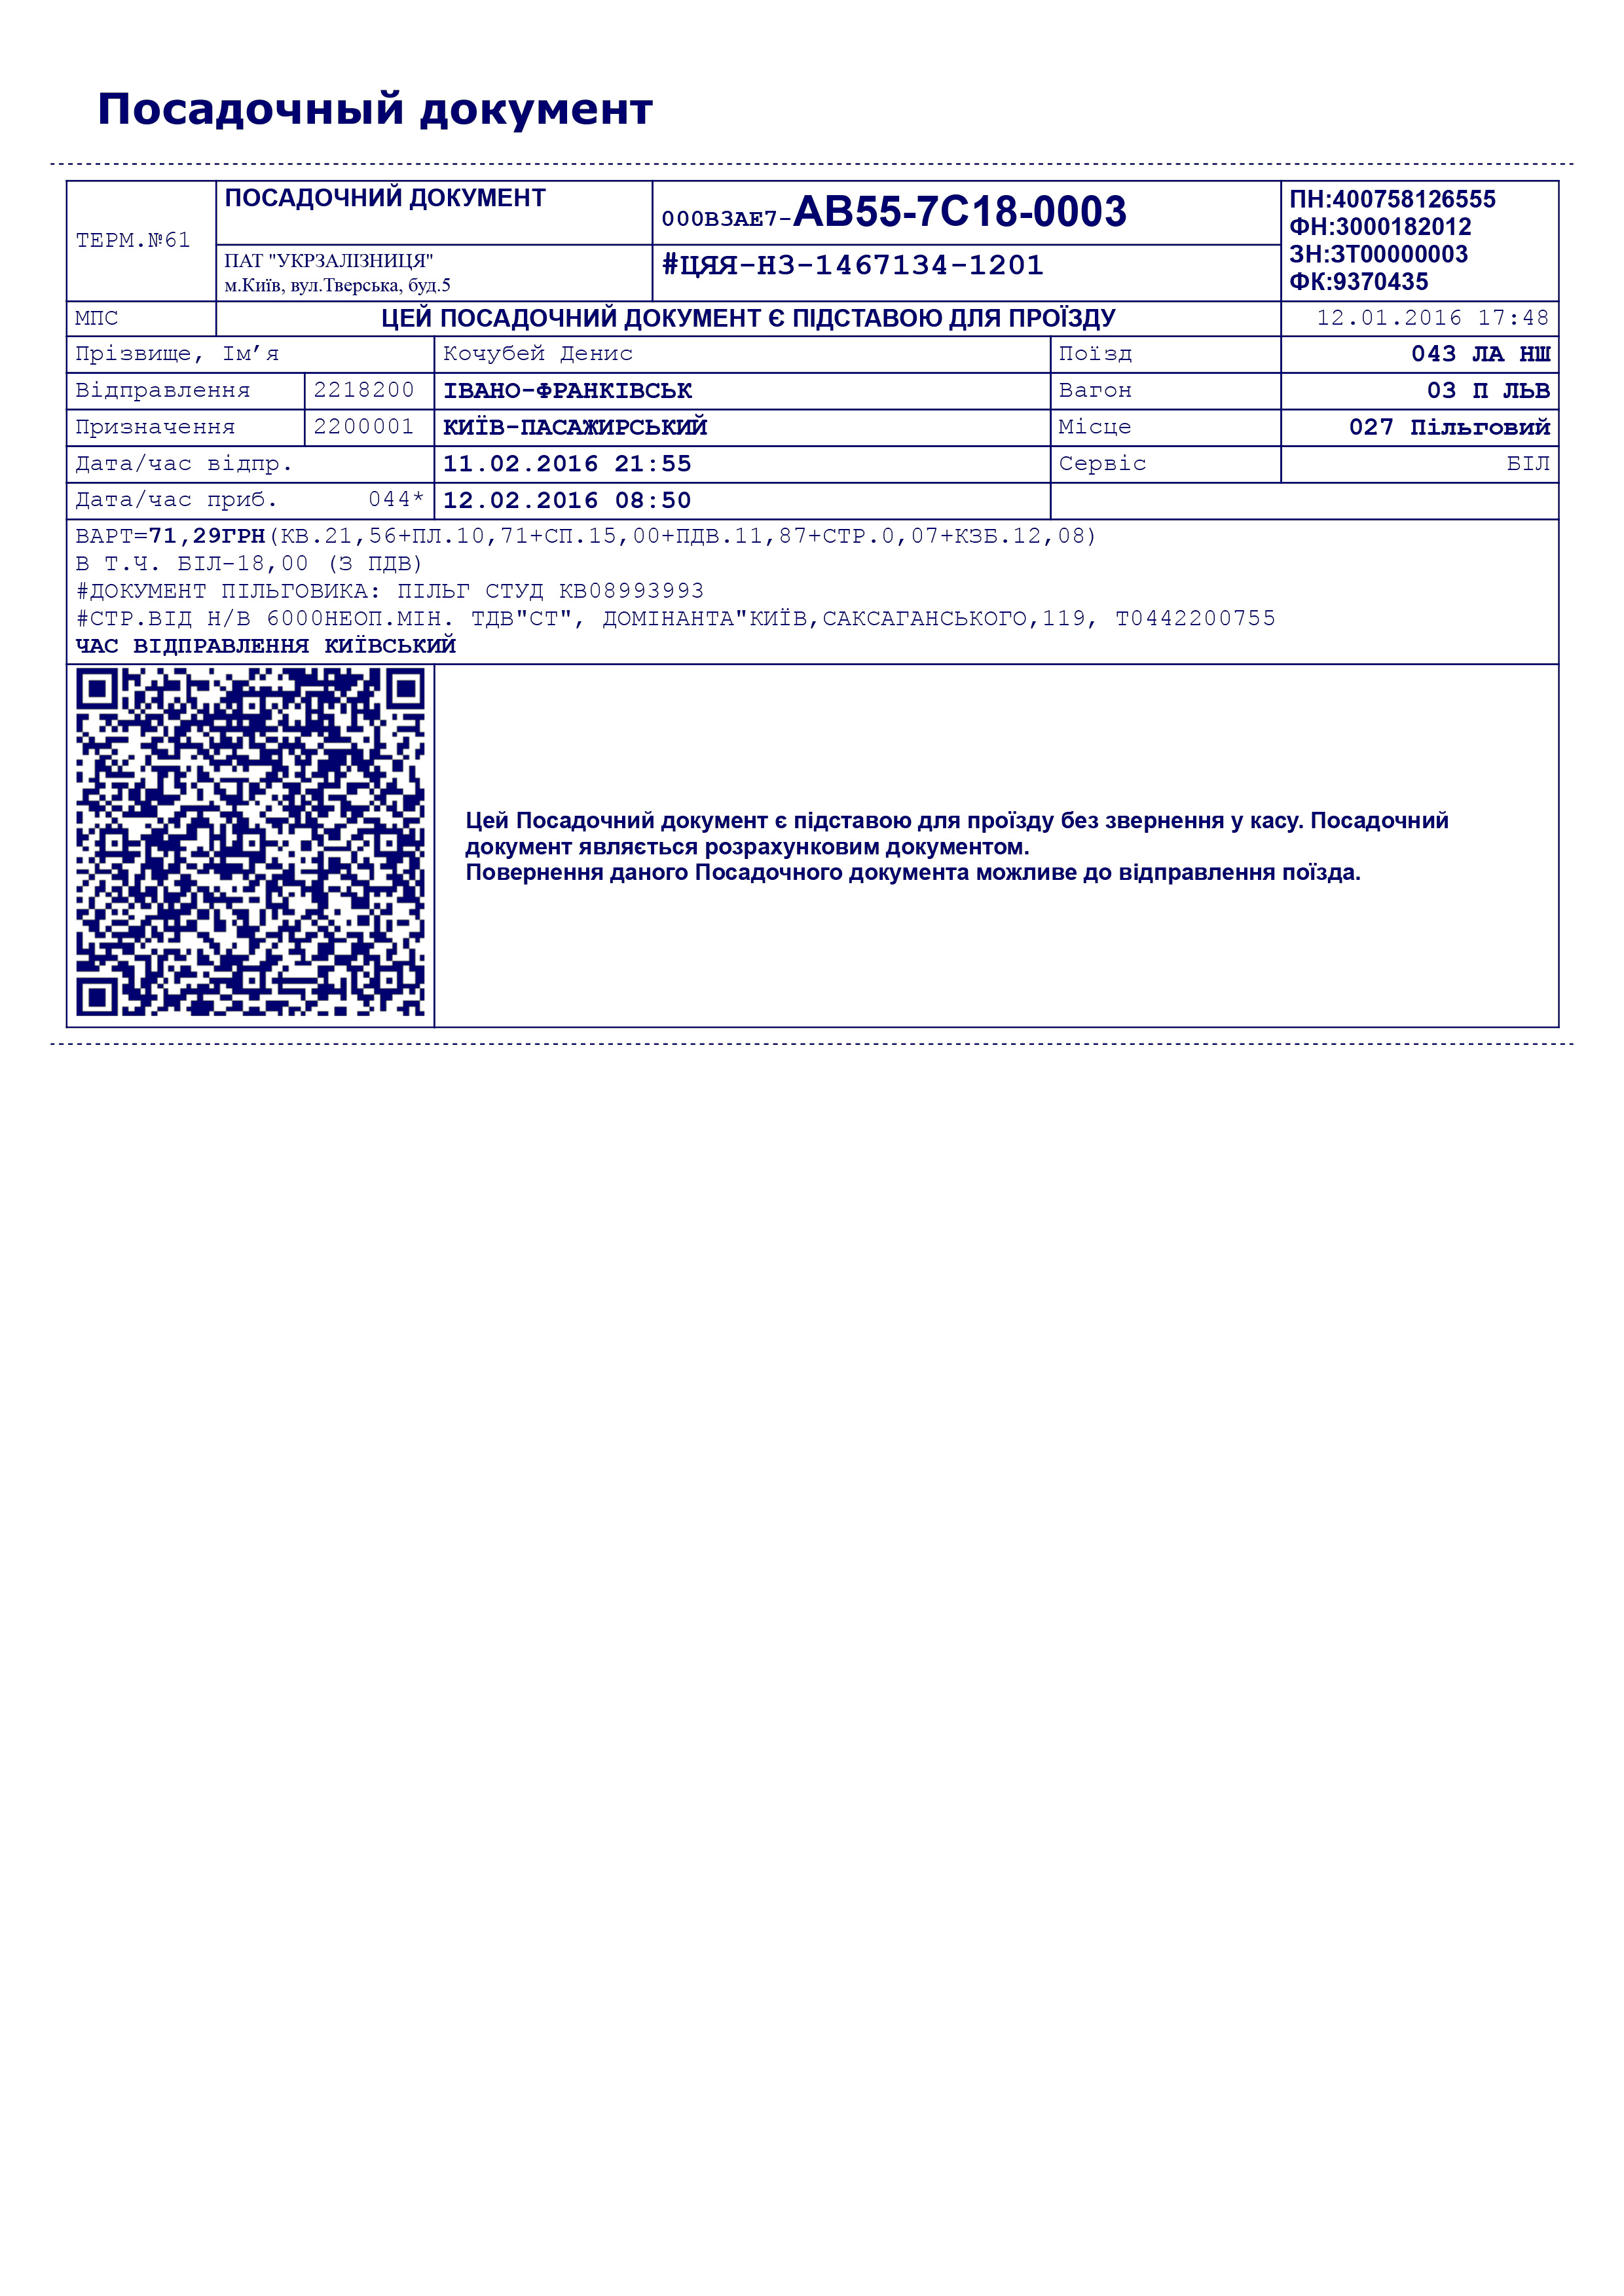 Посадочный документ
ТЕРМ.№61
ПОСАДОЧНИЙ ДОКУМЕНТ
ПАТ "УКРЗАЛІЗНИЦЯ"
м.Київ, вул.Тверська, буд.5
000B3AE7-AB55-7C18-0003
#ЦЯЯ-НЗ-1467134-1201
ПН:400758126555
ФН:3000182012
ЗН:ЗТ00000003
ФК:9370435
МПС ЦЕЙ ПОСАДОЧНИЙ ДОКУМЕНТ Є ПІДСТАВОЮ ДЛЯ ПРОЇЗДУ 12.01.2016 17:48
Прізвище, Ім’я Кочубей Денис Поїзд 043 ЛА НШ
Відправлення 2218200 ІВАНО-ФРАНКІВСЬК Вагон 03 П ЛЬВ
Призначення 2200001 КИЇВ-ПАСАЖИРСЬКИЙ Місце 027 Пільговий
Дата/час відпр. 11.02.2016 21:55 Сервіс БІЛ
Дата/час приб. 044* 12.02.2016 08:50
ВАРТ=71,29ГРН(КВ.21,56+ПЛ.10,71+СП.15,00+ПДВ.11,87+СТР.0,07+КЗБ.12,08)
В Т.Ч. БІЛ-18,00 (З ПДВ)
#ДОКУМЕНТ ПІЛЬГОВИКА: ПІЛЬГ СТУД КВ08993993
#СТР.ВІД Н/В 6000НЕОП.МІН. ТДВ"СТ", ДОМІНАНТА"КИЇВ,САКСАГАНСЬКОГО,119, Т0442200755
ЧАС ВІДПРАВЛЕННЯ КИЇВСЬКИЙ
Цей Посадочний документ є підставою для проїзду без звернення у касу. Посадочний
документ являється розрахунковим документом.
Повернення даного Посадочного документа можливе до відправлення поїзда.